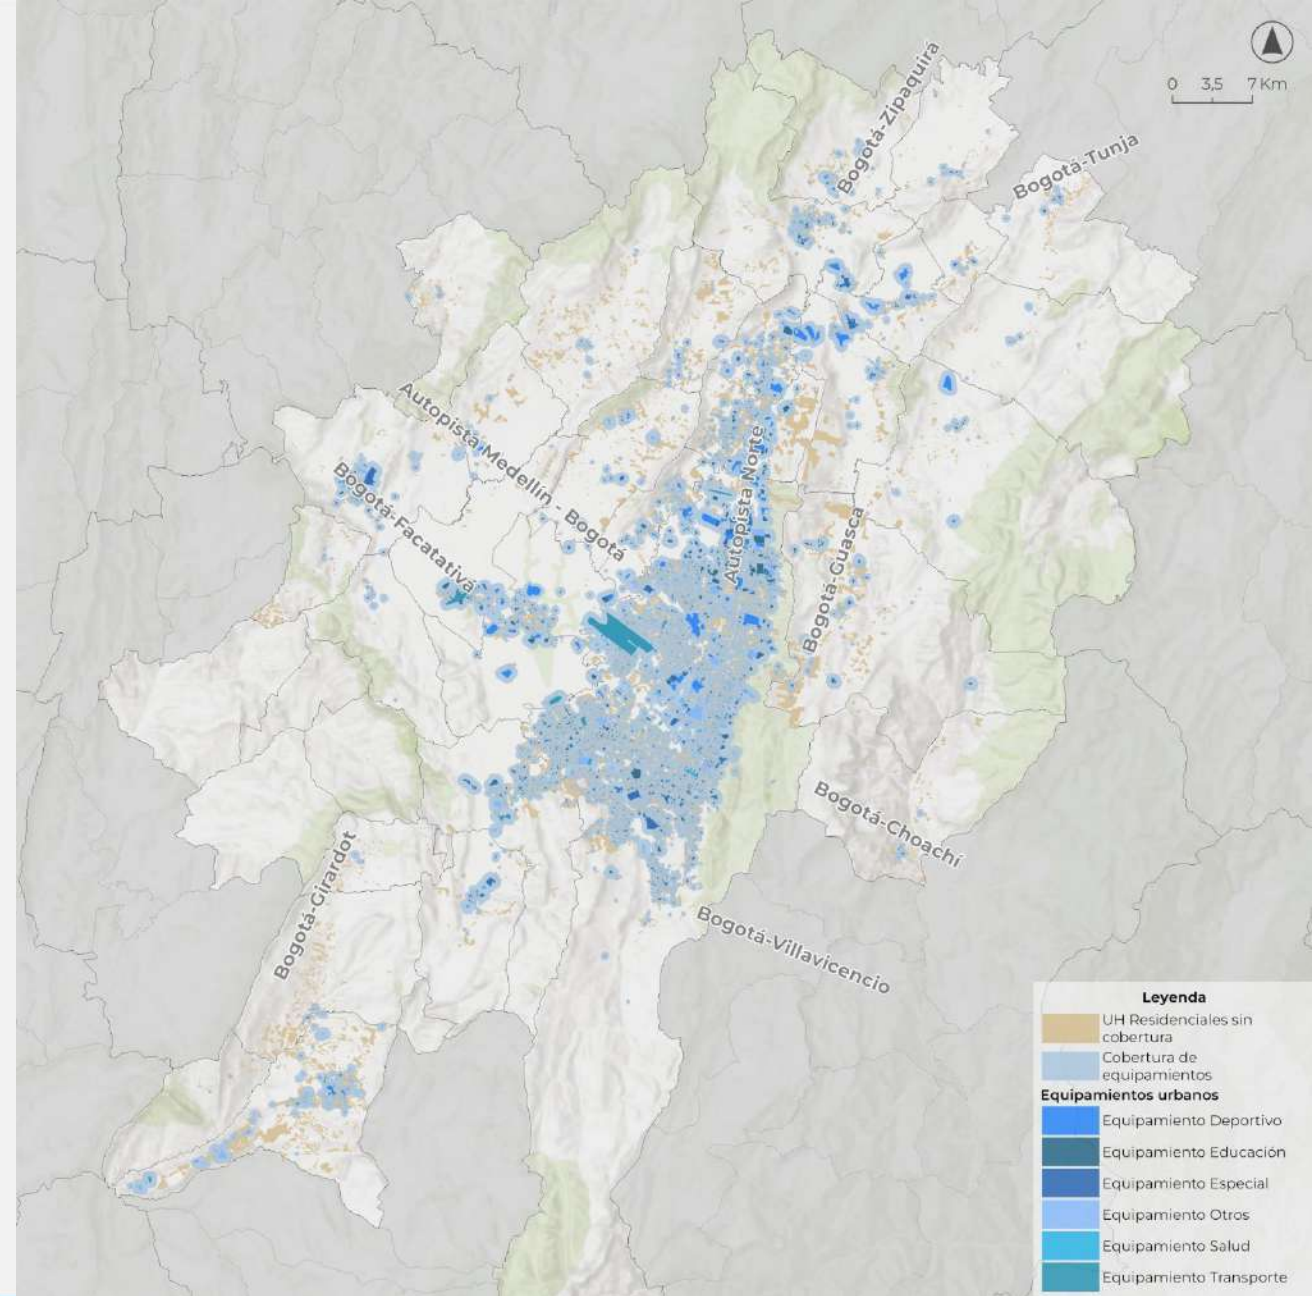 0 3,5 7 Km
Bogotá-Zipaquirá
Bogotá-Tunja
Autopista Medellín - Bogotá
Bogotá-Facatativá
Autopista Norte
Bogotá-Guasca
Bogotá-Choachí
Bogotá-Girardot
Bogotá-Villavicencio
Leyenda
UH Residenciales sin
cobertura
Cobertura de
equipamientos
Equipamientos urbanos
Equipamiento Deportivo
Equipamiento Educación
Equipamiento Especial
Equipamiento Otros
Equipamiento Salud
Equipamiento Transporte